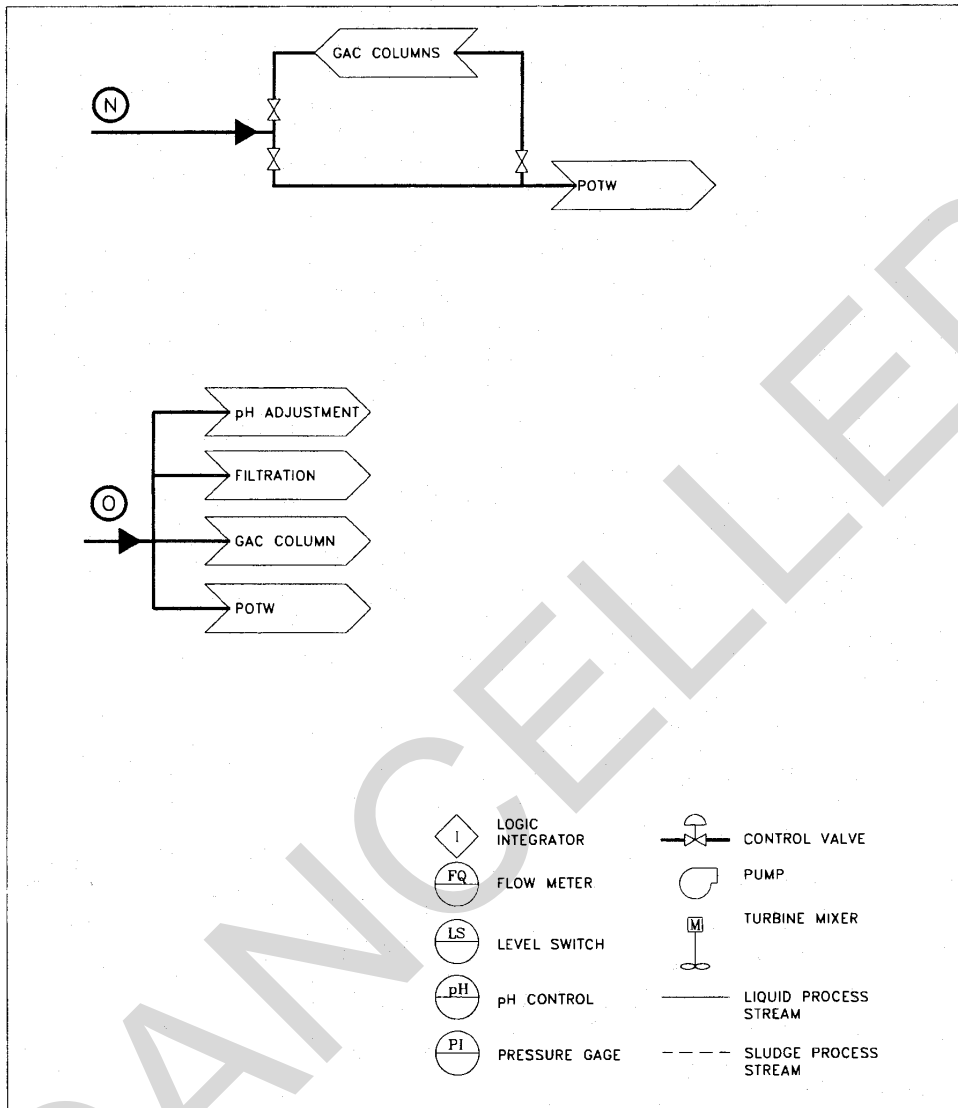 GAC COLUMNS
N
POTW
pH ADJUSTMENT
FILTRATION
O
GAC COLUMN
POTW
I
LOGIC
INTEGRATOR
CONTROL VALVE
FQ
FLOW METER
PUMP
LS
LEVEL SWITCH
M
TURBINE MIXER
pH
pH CONTROL
LIQUID PROCESS
STREAM
PI
PRESSURE GAGE
SLUDGE PROCESS
STREAM
CANCELLED